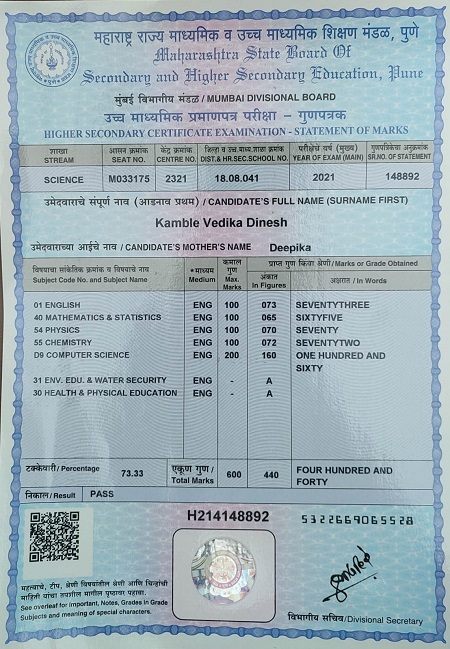 महाराष्ट्र राज्य माध्यमिक व उच्च माध्यमिक शिक्षण मंडळ, पुणे
Maharashtra State Board Of
Secondary and Higher Secondary Education, Pune
मुंबई विभागीय मंडळ / MUMBAI DIVISIONAL BOARD
उच्च माध्यमिक प्रमाणपत्र परीक्षा – गुणपत्रक
HIGHER SECONDARY CERTIFICATE EXAMINATION - STATEMENT OF MARKS
शाखा आसन क्रमांक केंद्र क्रमांक जिल्हा व उच्च माध्य.शाळा क्रमांक परीक्षेचे वर्ष (मुख्य) गुणपत्रिकेचा अनुक्रमांक
STREAM SEAT NO. CENTRE NO. DIST.& HR.SEC.SCHOOL NO. YEAR OF EXAM (MAIN) SR.NO. OF STATEMENT
SCIENCE M033175 2321 18.08.041 2021 148892
उमेदवाराचे संपूर्ण नाव (आडनाव प्रथम) / CANDIDATE'S FULL NAME (SURNAME FIRST)
Kamble Vedika Dinesh
उमेदवाराच्या आईचे नाव / CANDIDATE'S MOTHER'S NAME Deepika
विषयाचा सांकेतिक क्रमांक व विषयाचे नाव माध्यम कमाल गुण प्राप्त गुण किंवा श्रेणी/Marks or Grade Obtained
Subject Code No. and Subject Name Medium Max. Marks अंकात In Figures अक्षरात / In Words
01 ENGLISH ENG 100 073 SEVENTYTHREE
40 MATHEMATICS & STATISTICS ENG 100 065 SIXTYFIVE
54 PHYSICS ENG 100 070 SEVENTY
55 CHEMISTRY ENG 100 072 SEVENTYTWO
D9 COMPUTER SCIENCE ENG 200 160 ONE HUNDRED AND
SIXTY
31 ENV. EDU. & WATER SECURITY ENG - A
30 HEALTH & PHYSICAL EDUCATION ENG - A
टक्केवारी/ Percentage 73.33 एकूण गुण / Total Marks 600 440 FOUR HUNDRED AND
FORTY
निकाल/ Result PASS
H214148892 5322669065528
महत्वाचे, टीप, श्रेणी विषयांतील श्रेणी आणि चिन्हांची
माहिती यांचा तपशील मागील पृष्ठावर पहावा.
See overleaf for important, Notes, Grades in Grade
Subjects and meaning of special characters.
विभागीय सचिव/Divisional Secretary